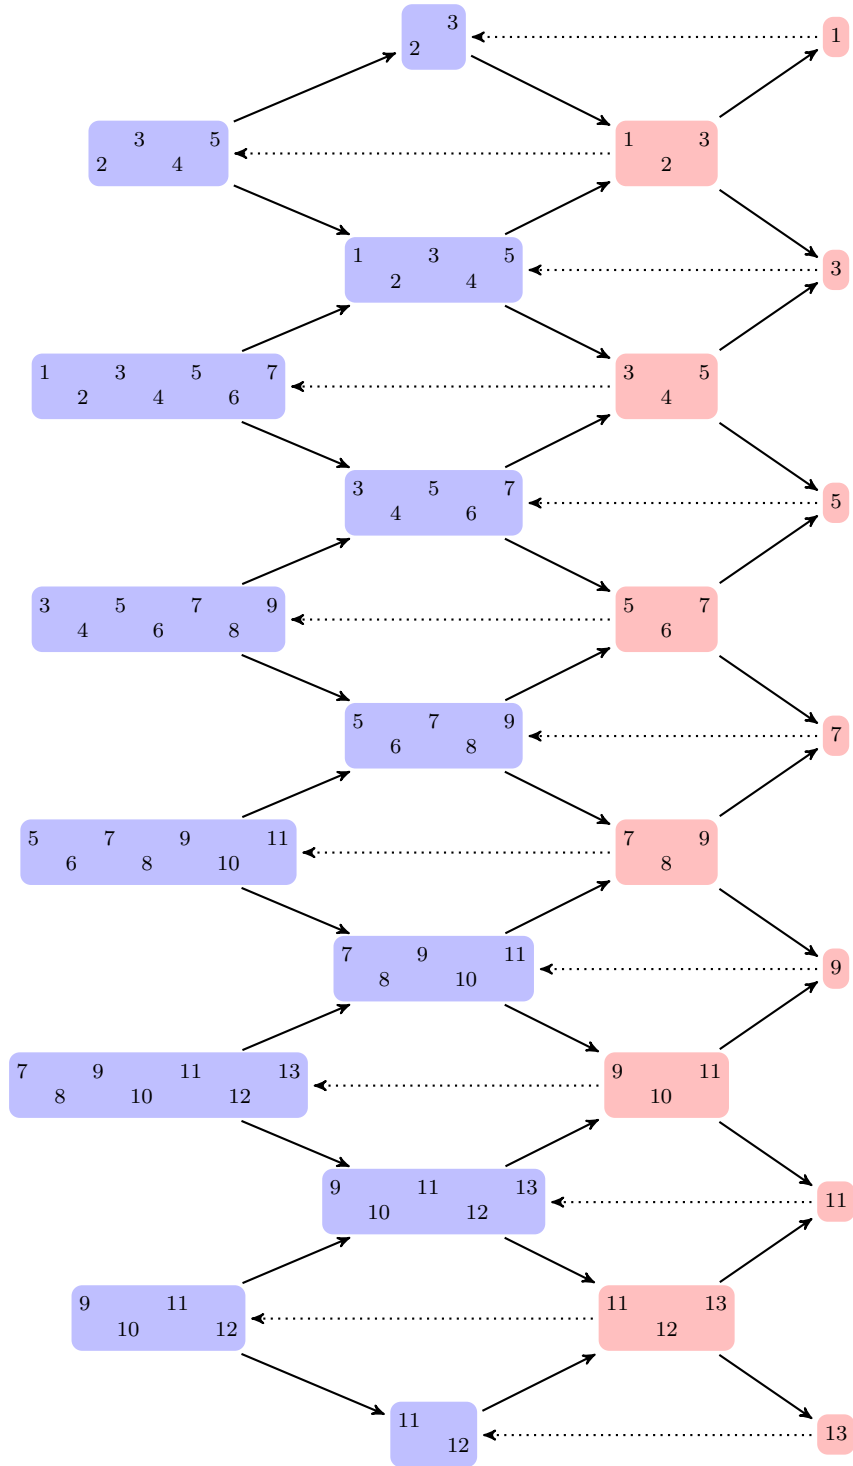 3 1
2
3 5 1 3
2 4 2
1 3 5 3
2 4
1 3 5 7 3 5
2 4 6 4
3 5 7 5
4 6
3 5 7 9 5 7
4 6 8 6
5 7 9 7
6 8
5 7 9 11 7 9
6 8 10 8
7 9 11 9
8 10
7 9 11 13 9 11
8 10 12 10
9 11 13 11
10 12
9 11 11 13
10 12 12
11 13
12